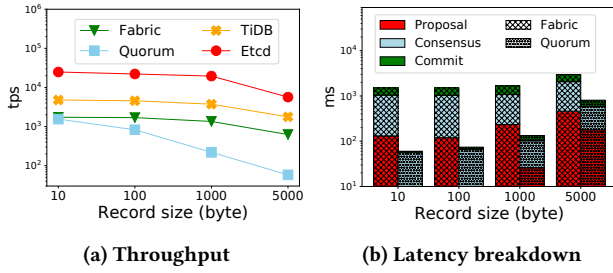 10⁶
10⁵
10⁴
10³
10²
tps
Fabric
Quorum
TiDB
Etcd
10 100 1000 5000
Record size (byte)
(a) Throughput
Proposal
Consensus
Commit
Fabric
Quorum
10⁴
10³
10²
10¹
ms
10 100 1000 5000
Record size (byte)
(b) Latency breakdown